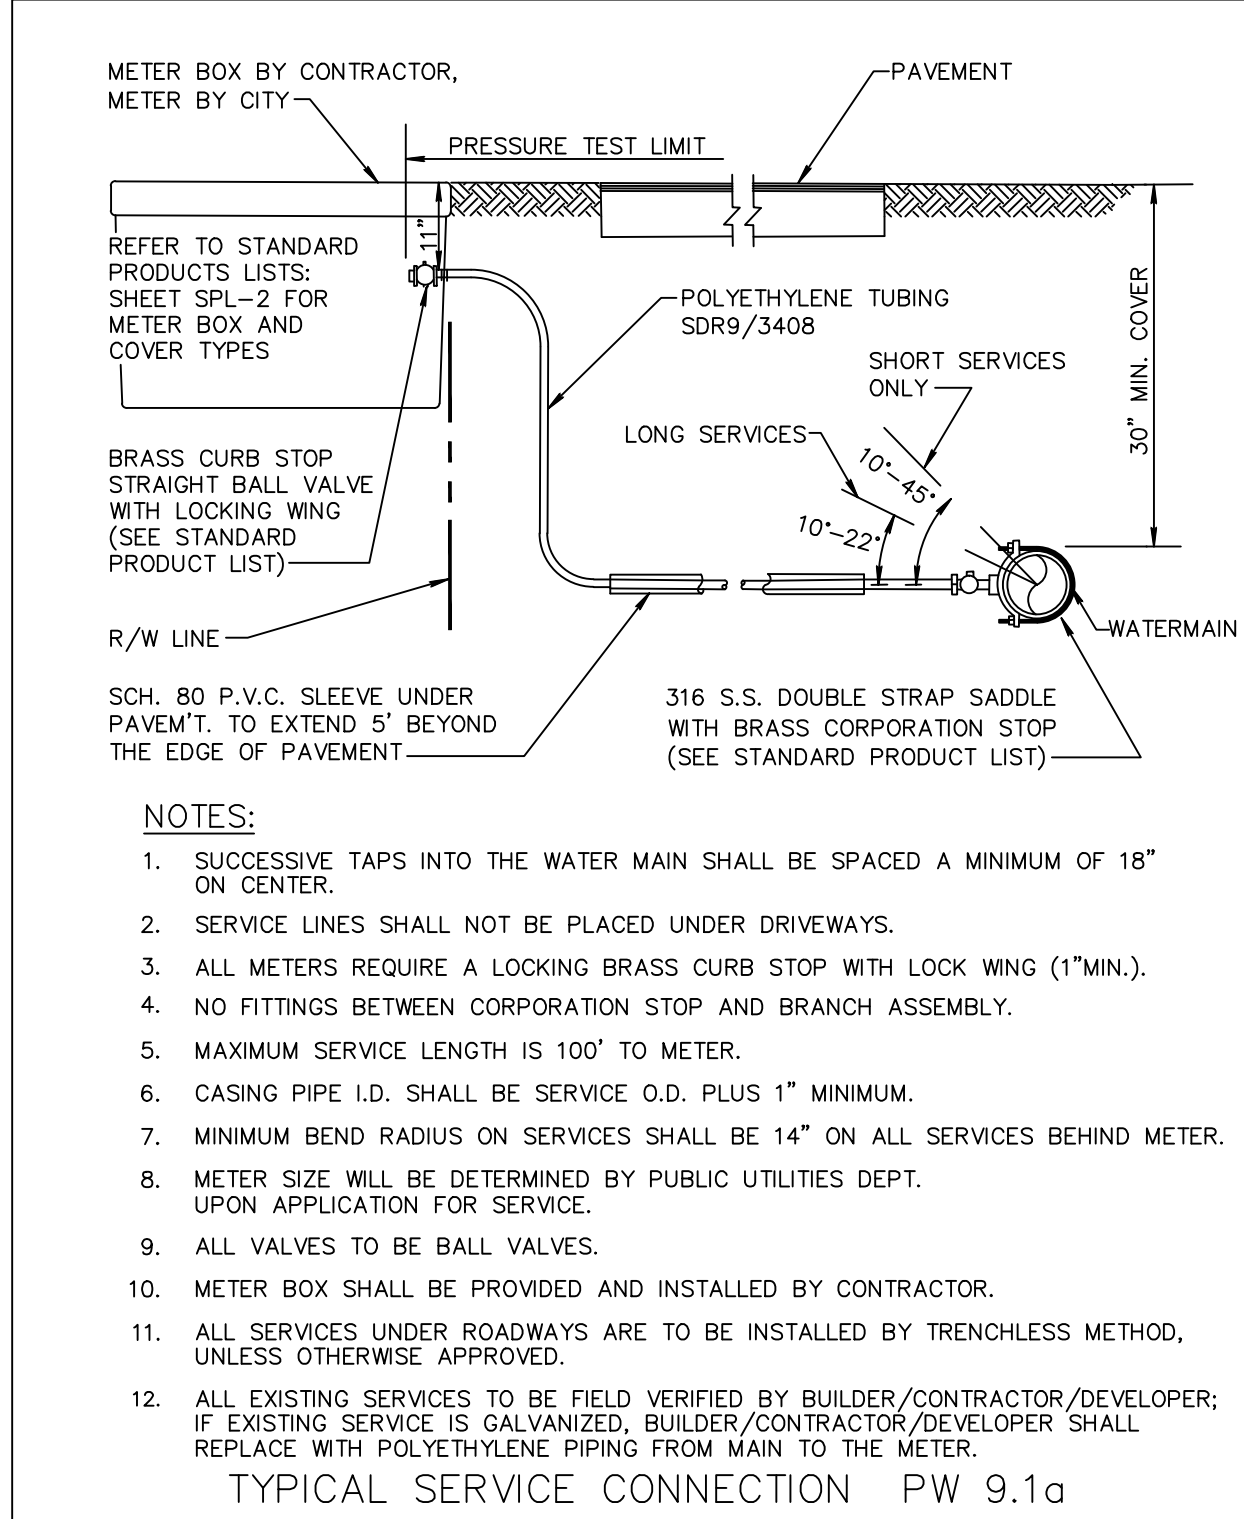 METER BOX BY CONTRACTOR,
METER BY CITY
PAVEMENT
PRESSURE TEST LIMIT
11"
REFER TO STANDARD
PRODUCTS LISTS:
SHEET SPL-2 FOR
METER BOX AND
COVER TYPES
POLYETHYLENE TUBING
SDR9/3408
30" MIN. COVER
SHORT SERVICES
ONLY
LONG SERVICES
10°-45°
10°-22°
BRASS CURB STOP
STRAIGHT BALL VALVE
WITH LOCKING WING
(SEE STANDARD
PRODUCT LIST)
R/W LINE
WATERMAIN
SCH. 80 P.V.C. SLEEVE UNDER
PAVEM'T. TO EXTEND 5' BEYOND
THE EDGE OF PAVEMENT
316 S.S. DOUBLE STRAP SADDLE
WITH BRASS CORPORATION STOP
(SEE STANDARD PRODUCT LIST)
NOTES:
1. SUCCESSIVE TAPS INTO THE WATER MAIN SHALL BE SPACED A MINIMUM OF 18"
ON CENTER.
2. SERVICE LINES SHALL NOT BE PLACED UNDER DRIVEWAYS.
3. ALL METERS REQUIRE A LOCKING BRASS CURB STOP WITH LOCK WING (1"MIN.).
4. NO FITTINGS BETWEEN CORPORATION STOP AND BRANCH ASSEMBLY.
5. MAXIMUM SERVICE LENGTH IS 100' TO METER.
6. CASING PIPE I.D. SHALL BE SERVICE O.D. PLUS 1" MINIMUM.
7. MINIMUM BEND RADIUS ON SERVICES SHALL BE 14" ON ALL SERVICES BEHIND METER.
8. METER SIZE WILL BE DETERMINED BY PUBLIC UTILITIES DEPT.
UPON APPLICATION FOR SERVICE.
9. ALL VALVES TO BE BALL VALVES.
10. METER BOX SHALL BE PROVIDED AND INSTALLED BY CONTRACTOR.
11. ALL SERVICES UNDER ROADWAYS ARE TO BE INSTALLED BY TRENCHLESS METHOD,
UNLESS OTHERWISE APPROVED.
12. ALL EXISTING SERVICES TO BE FIELD VERIFIED BY BUILDER/CONTRACTOR/DEVELOPER;
IF EXISTING SERVICE IS GALVANIZED, BUILDER/CONTRACTOR/DEVELOPER SHALL
REPLACE WITH POLYETHYLENE PIPING FROM MAIN TO THE METER.
TYPICAL SERVICE CONNECTION PW 9.1a